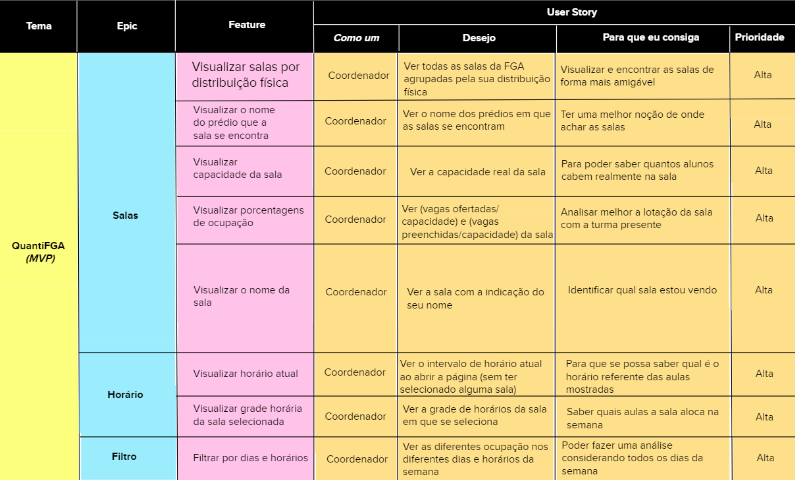 Tema
Epic
Feature
User Story
Como um
Desejo
Para que eu consiga
Prioridade
QuantiFGA
(MVP)
Salas
Visualizar salas por
distribuição física
Coordenador
Ver todas as salas da FGA
agrupadas pela sua distribuição
física
Visualizar e encontrar as salas de
forma mais amigável
Alta
Visualizar o nome
do prédio que a
sala se encontra
Coordenador
Ver o nome dos prédios em que
as salas se encontram
Ter uma melhor noção de onde
achar as salas
Alta
Visualizar
capacidade da sala
Coordenador
Ver a capacidade real da sala
Para poder saber quantos alunos
cabem realmente na sala
Alta
Visualizar porcentagens
de ocupação
Coordenador
Ver (vagas ofertadas/
capacidade) e (vagas
preenchidas/capacidade) da sala
Analisar melhor a lotação da sala
com a turma presente
Alta
Visualizar o nome da
sala
Coordenador
Ver a sala com a indicação do
seu nome
Identificar qual sala estou vendo
Alta
Horário
Visualizar horário atual
Coordenador
Ver o intervalo de horário atual
ao abrir a página (sem ter
selecionado alguma sala)
Para que se possa saber qual é o
horário referente das aulas
mostradas
Alta
Visualizar grade horária
da sala selecionada
Coordenador
Ver a grade de horários da sala
em que se seleciona
Saber quais aulas a sala aloca na
semana
Alta
Filtro
Filtrar por dias e horários
Coordenador
Ver as diferentes ocupação nos
diferentes dias e horários da
semana
Poder fazer uma análise
considerando todos os dias da
semana
Alta